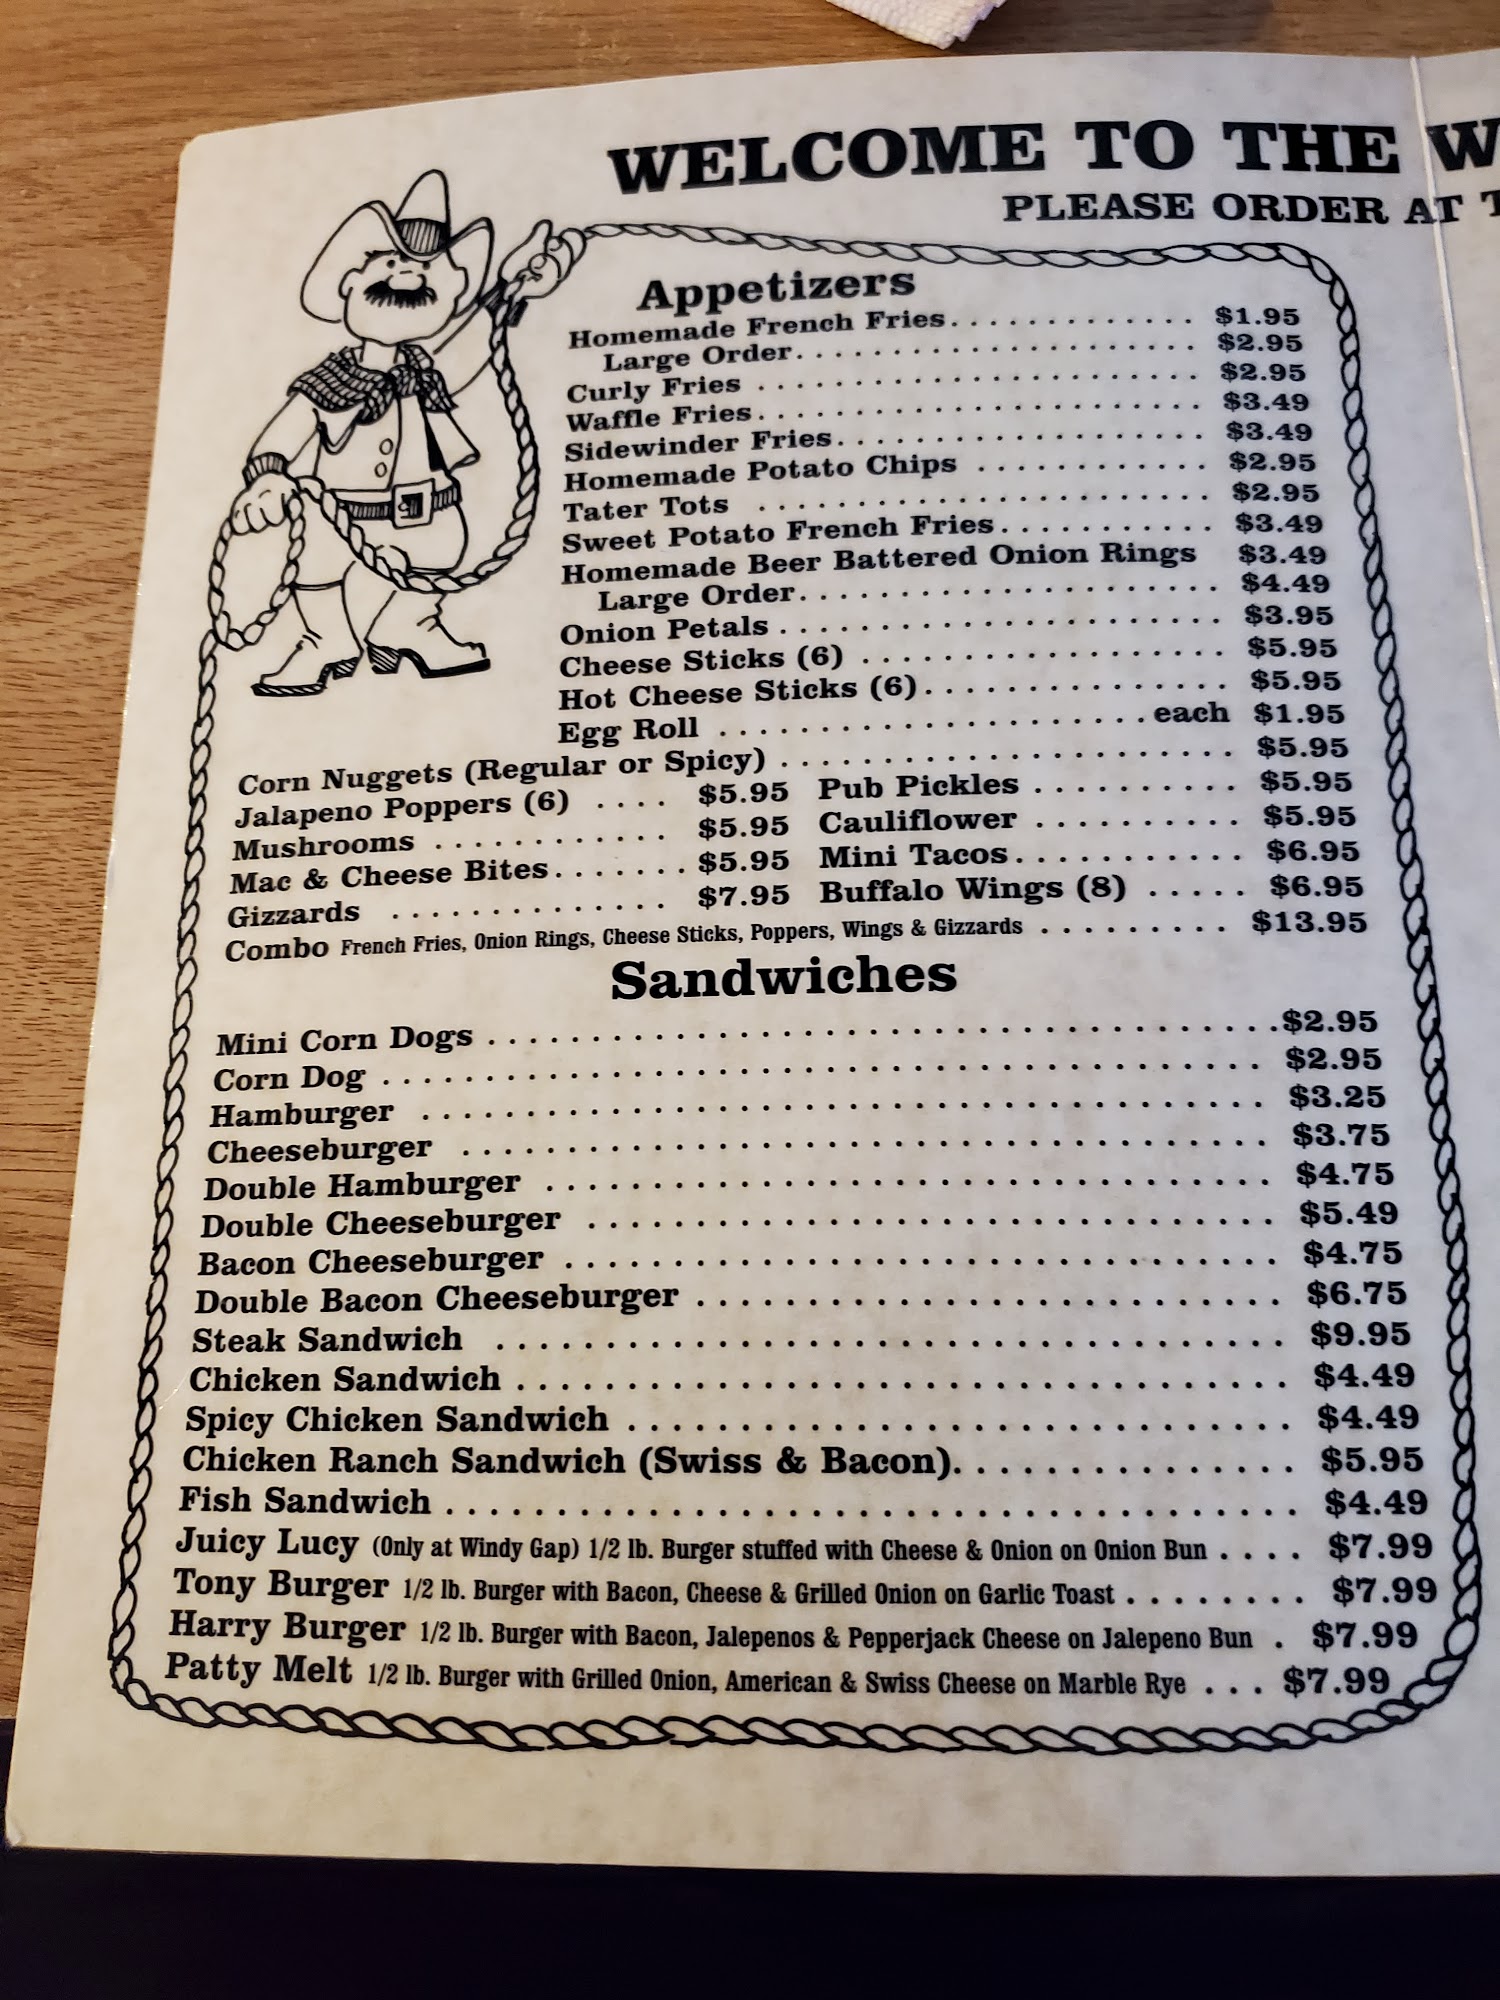 WELCOME TO THE W
PLEASE ORDER AT T
Appetizers
Homemade French Fries............. $1.95
Large Order.................... $2.95
Curly Fries ...................... $2.95
Waffle Fries...................... $3.49
Sidewinder Fries.................. $3.49
Homemade Potato Chips ............ $2.95
Tater Tots ...................... $2.95
Sweet Potato French Fries........... $3.49
Homemade Beer Battered Onion Rings $3.49
Large Order.................... $4.49
Onion Petals ..................... $3.95
Cheese Sticks (6) .................. $5.95
Hot Cheese Sticks (6)............... $5.95
Egg Roll .....................each $1.95
Corn Nuggets (Regular or Spicy) ...................... $5.95
Jalapeno Poppers (6) .... $5.95 Pub Pickles .......... $5.95
Mushrooms ............ $5.95 Cauliflower .......... $5.95
Mac & Cheese Bites....... $5.95 Mini Tacos........... $6.95
Gizzards .............. $7.95 Buffalo Wings (8) ..... $6.95
Combo French Fries, Onion Rings, Cheese Sticks, Poppers, Wings & Gizzards ......... $13.95
Sandwiches
Mini Corn Dogs ......................................$2.95
Corn Dog .......................................... $2.95
Hamburger ........................................ $3.25
Cheeseburger ...................................... $3.75
Double Hamburger .................................. $4.75
Double Cheeseburger ................................ $5.49
Bacon Cheeseburger ................................. $4.75
Double Bacon Cheeseburger ........................... $6.75
Steak Sandwich ..................................... $9.95
Chicken Sandwich ................................... $4.49
Spicy Chicken Sandwich .............................. $4.49
Chicken Ranch Sandwich (Swiss & Bacon)................ $5.95
Fish Sandwich ....................................... $4.49
Juicy Lucy (Only at Windy Gap) 1/2 lb. Burger stuffed with Cheese & Onion on Onion Bun .... $7.99
Tony Burger 1/2 lb. Burger with Bacon, Cheese & Grilled Onion on Garlic Toast ........ $7.99
Harry Burger 1/2 lb. Burger with Bacon, Jalepenos & Pepperjack Cheese on Jalepeno Bun . $7.99
Patty Melt 1/2 lb. Burger with Grilled Onion, American & Swiss Cheese on Marble Rye ... $7.99